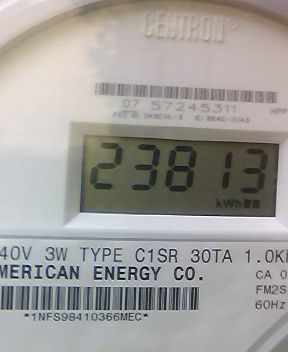 CENTRON®
07 57245311
23813
kWh
40V 3W TYPE C1SR 30TA 1.0K
MERICAN ENERGY CO.
CA 0
FM2S
60Hz
*1NFS98410366MEC*